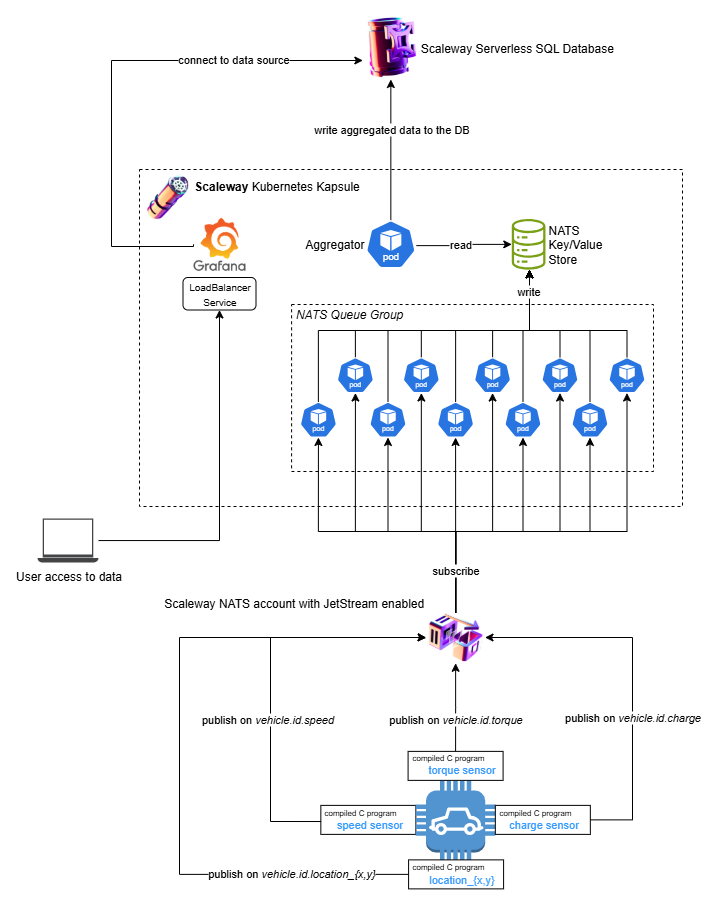 Scaleway Serverless SQL Database
connect to data source
write aggregated data to the DB
Scaleway Kubernetes Kapsule
Grafana
LoadBalancer
Service
Aggregator
pod
read
NATS
Key/Value
Store
write
NATS Queue Group
pod
pod
pod
pod
pod
pod
pod
pod
pod
pod
User access to data
subscribe
Scaleway NATS account with JetStream enabled
publish on vehicle.id.speed
publish on vehicle.id.torque
publish on vehicle.id.charge
compiled C program
torque sensor
compiled C program
speed sensor
compiled C program
charge sensor
publish on vehicle.id.location_{x,y}
compiled C program
location_{x,y}